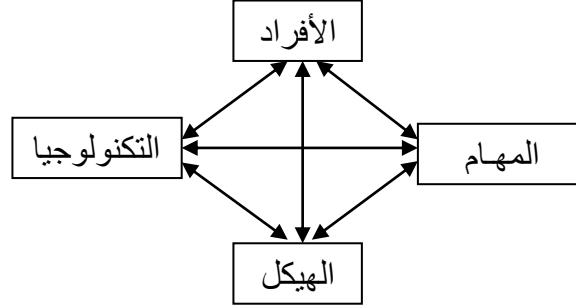 الأفراد
المهام
التكنولوجيا
الهيكل